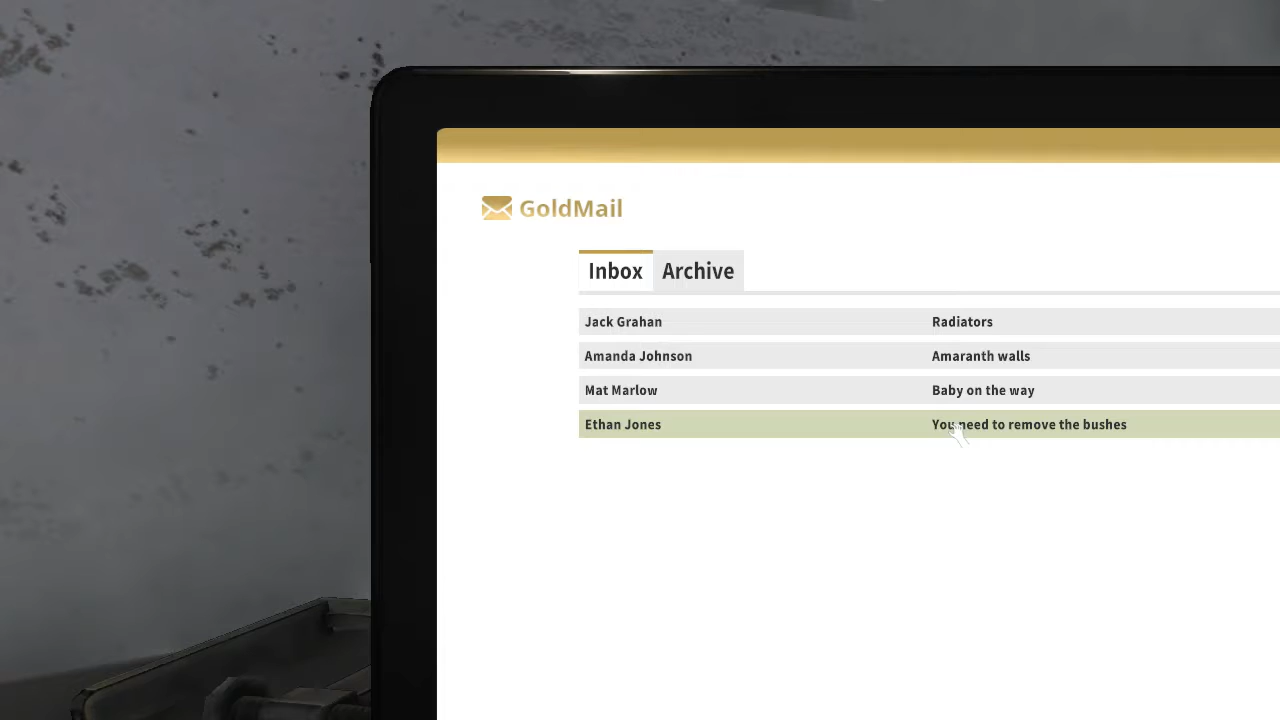 GoldMail
Inbox Archive
Jack Grahan Radiators
Amanda Johnson Amaranth walls
Mat Marlow Baby on the way
Ethan Jones You need to remove the bushes